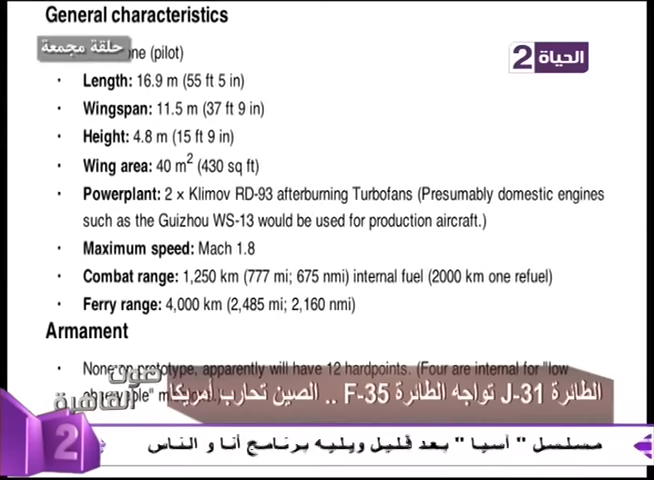 General characteristics
حلقة مجمعة
one (pilot)
الحياة 2
• Length: 16.9 m (55 ft 5 in)
• Wingspan: 11.5 m (37 ft 9 in)
• Height: 4.8 m (15 ft 9 in)
• Wing area: 40 m2 (430 sq ft)
• Powerplant: 2 × Klimov RD-93 afterburning Turbofans (Presumably domestic engines
such as the Guizhou WS-13 would be used for production aircraft.)
• Maximum speed: Mach 1.8
• Combat range: 1,250 km (777 mi; 675 nmi) internal fuel (2000 km one refuel)
• Ferry range: 4,000 km (2,485 mi; 2,160 nmi)
Armament
• None on prototype, apparently will have 12 hardpoints. (Four are internal for "low
صوت
القاهرة
الطائرة J-31 تواجه الطائرة F-35 .. الصين تحارب أمريكا
2
مسلسل " أسيا " بعد قليل ويليه برنامج أنا و الناس